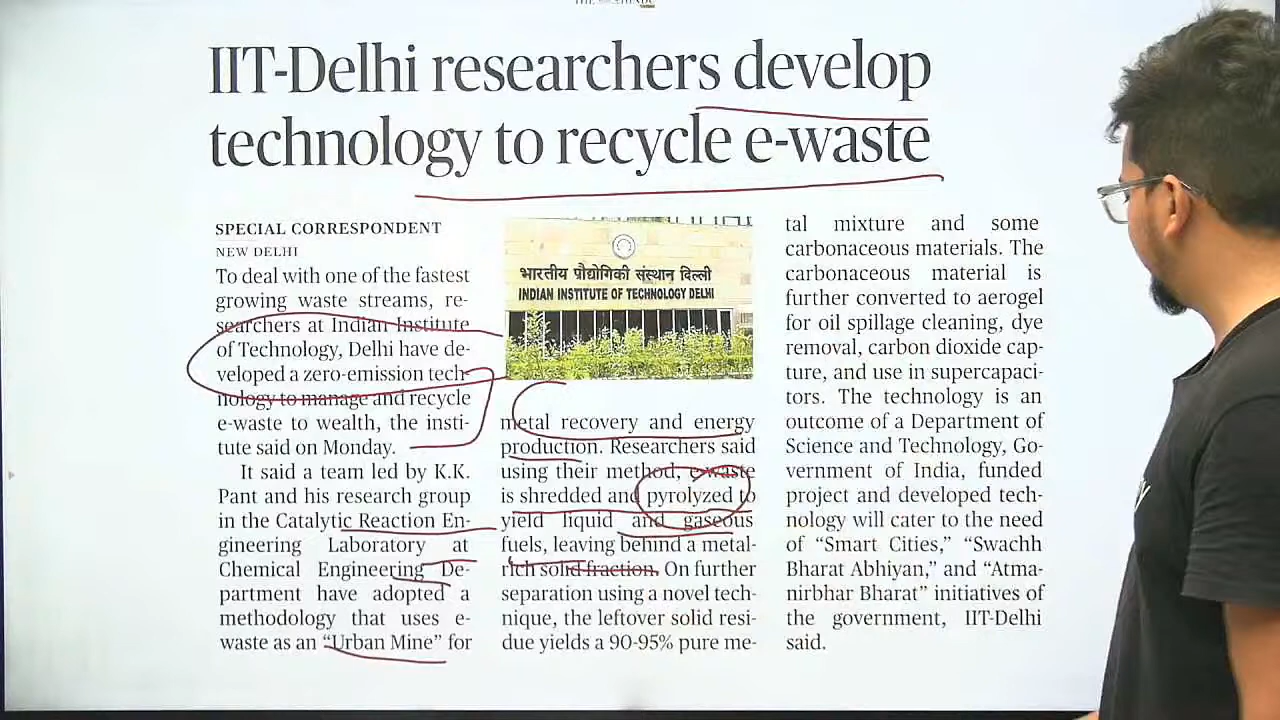 THE HINDU
IIT-Delhi researchers develop
technology to recycle e-waste
SPECIAL CORRESPONDENT
NEW DELHI
To deal with one of the fastest
growing waste streams, re-
searchers at Indian Institute
of Technology, Delhi have de-
veloped a zero-emission tech-
nology to manage and recycle
e-waste to wealth, the insti-
tute said on Monday.
It said a team led by K.K.
Pant and his research group
in the Catalytic Reaction En-
gineering Laboratory at
Chemical Engineering De-
partment have adopted a
methodology that uses e-
waste as an “Urban Mine” for
भारतीय प्रौद्योगिकी संस्थान दिल्ली
INDIAN INSTITUTE OF TECHNOLOGY DELHI
metal recovery and energy
production. Researchers said
using their method, e-waste
is shredded and pyrolyzed to
yield liquid and gaseous
fuels, leaving behind a metal-
rich solid fraction. On further
separation using a novel tech-
nique, the leftover solid resi-
due yields a 90-95% pure me-
tal mixture and some
carbonaceous materials. The
carbonaceous material is
further converted to aerogel
for oil spillage cleaning, dye
removal, carbon dioxide cap-
ture, and use in supercapaci-
tors. The technology is an
outcome of a Department of
Science and Technology, Go-
vernment of India, funded
project and developed tech-
nology will cater to the need
of “Smart Cities,” “Swachh
Bharat Abhiyan,” and “Atma-
nirbhar Bharat” initiatives of
the government, IIT-Delhi
said.